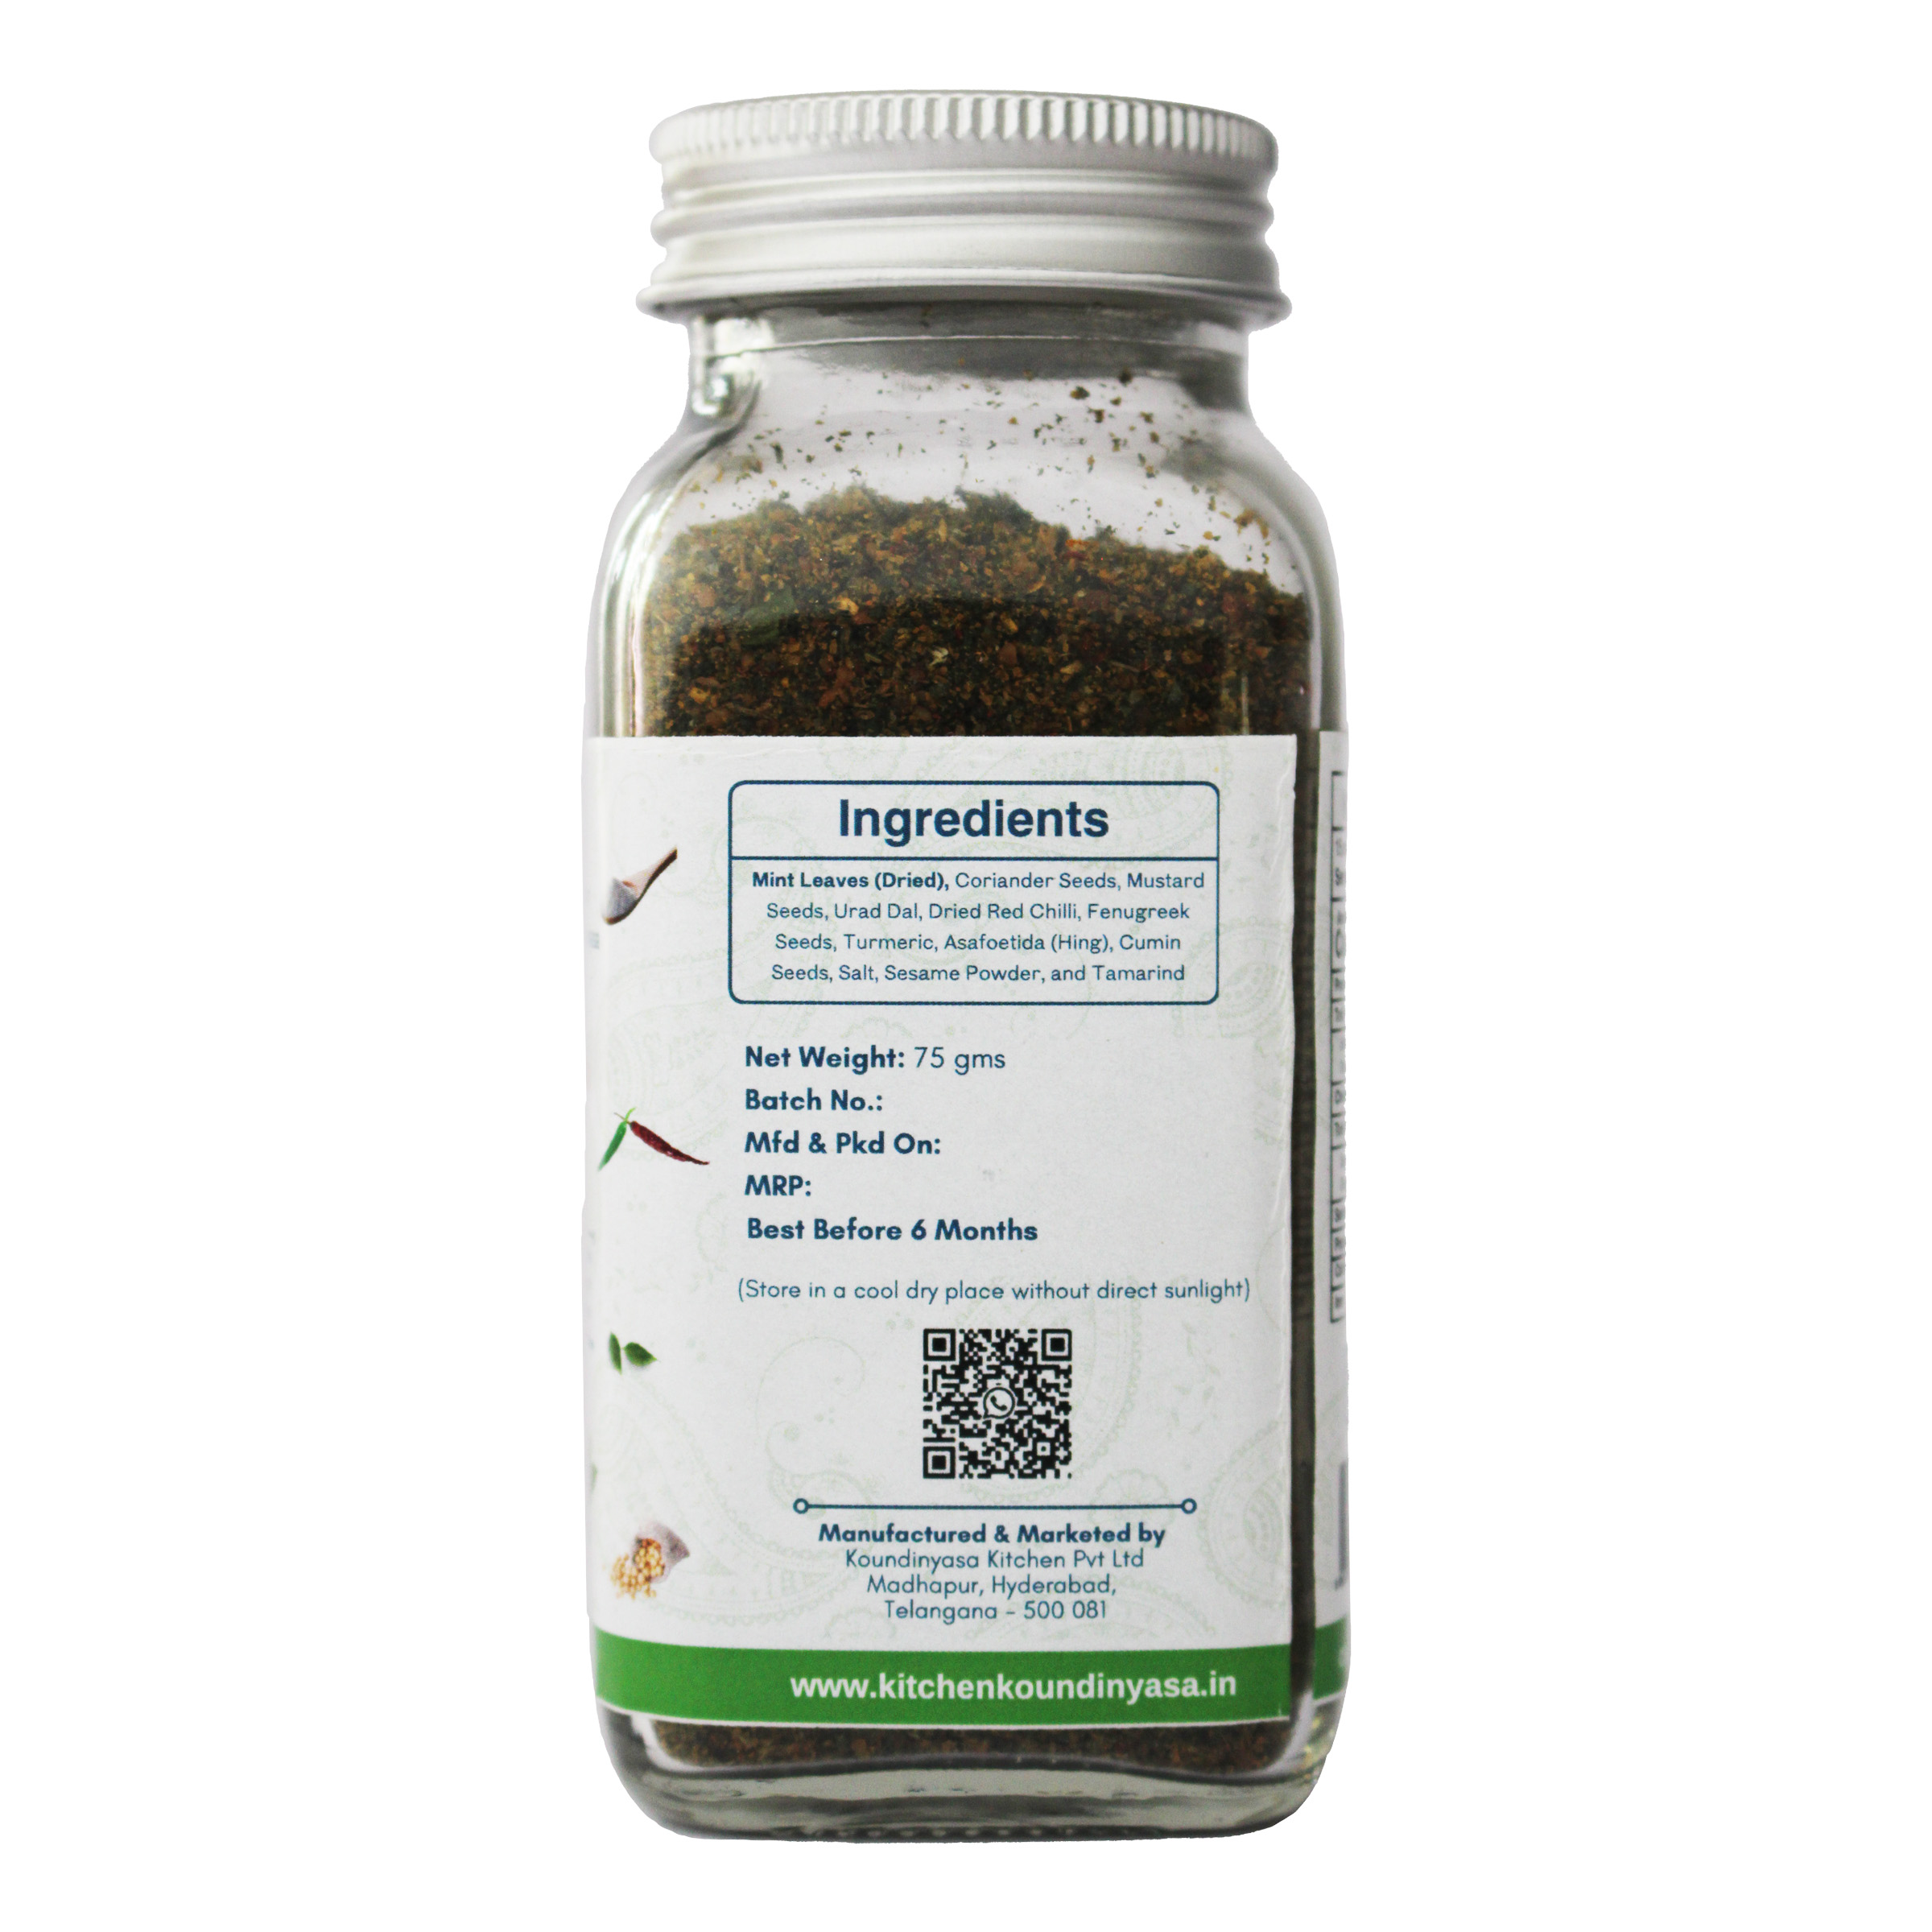 Ingredients
Mint Leaves (Dried), Coriander Seeds, Mustard
Seeds, Urad Dal, Dried Red Chilli, Fenugreek
Seeds, Turmeric, Asafoetida (Hing), Cumin
Seeds, Salt, Sesame Powder, and Tamarind
Net Weight: 75 gms
Batch No.:
Mfd & Pkd On:
MRP:
Best Before 6 Months
(Store in a cool dry place without direct sunlight)
Manufactured & Marketed by
Koundinyasa Kitchen Pvt Ltd
Madhapur, Hyderabad,
Telangana - 500 081
www.kitchenkoundinyasa.in